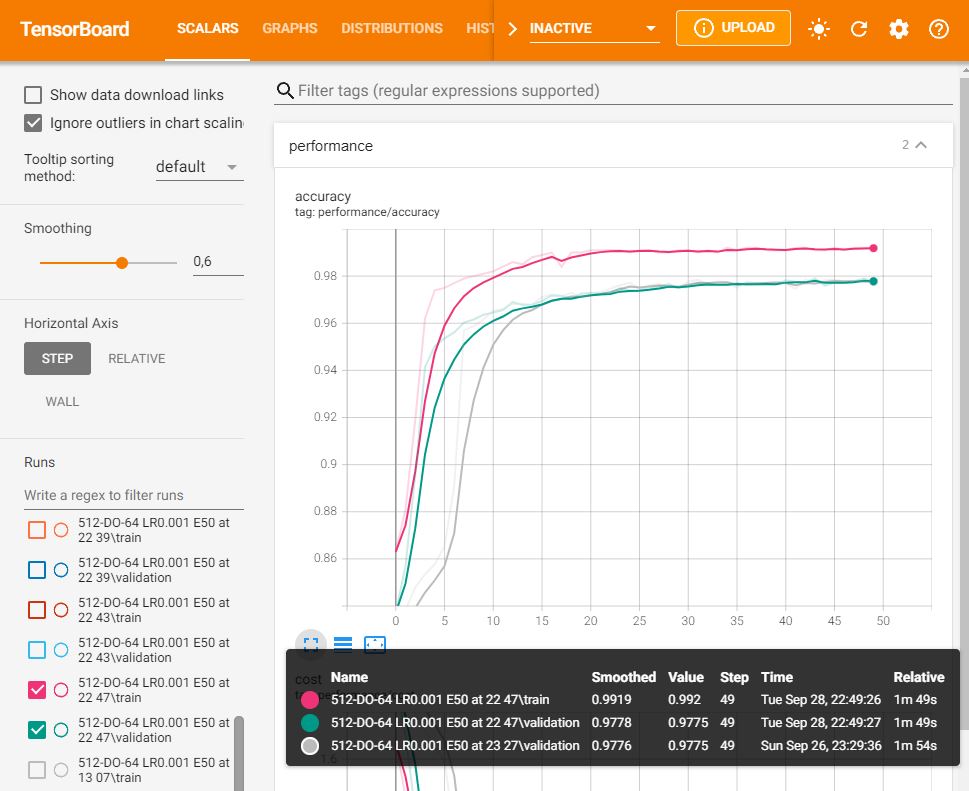 TensorBoard
SCALARS
GRAPHS
DISTRIBUTIONS
HIST
INACTIVE
UPLOAD
Show data download links
Ignore outliers in chart scalin
Tooltip sorting
method:
default
Smoothing
0,6
Horizontal Axis
STEP
RELATIVE
WALL
Runs
Write a regex to filter runs
512-DO-64 LR0.001 E50 at
22 39\train
512-DO-64 LR0.001 E50 at
22 39\validation
512-DO-64 LR0.001 E50 at
22 43\train
512-DO-64 LR0.001 E50 at
22 43\validation
512-DO-64 LR0.001 E50 at
22 47\train
512-DO-64 LR0.001 E50 at
22 47\validation
512-DO-64 LR0.001 E50 at
13 07\train
Filter tags (regular expressions supported)
performance
2
accuracy
tag: performance/accuracy
0.98
0.96
0.94
0.92
0.9
0.88
0.86
0 5 10 15 20 25 30 35 40 45 50
cost
Name Smoothed Value Step Time Relative
512-DO-64 LR0.001 E50 at 22 47\train 0.9919 0.992 49 Tue Sep 28, 22:49:26 1m 49s
512-DO-64 LR0.001 E50 at 22 47\validation 0.9778 0.9775 49 Tue Sep 28, 22:49:27 1m 49s
512-DO-64 LR0.001 E50 at 23 27\validation 0.9776 0.9775 49 Sun Sep 26, 23:29:36 1m 54s
1.6